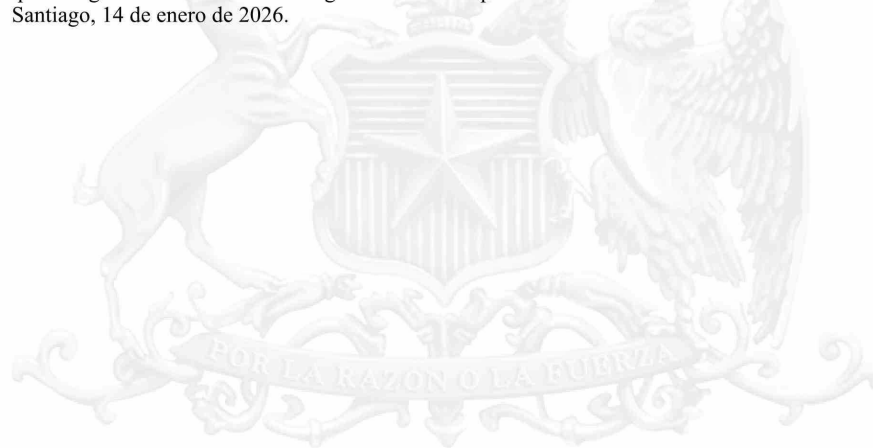 Santiago, 14 de enero de 2026.
POR LA RAZON O LA FUERZA